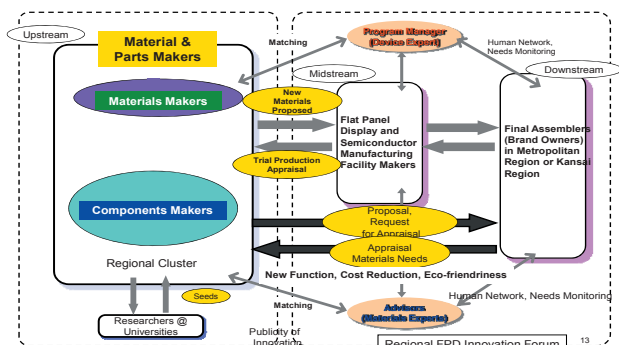 Upstream
Material &
Parts Makers
Materials Makers
Components Makers
Regional Cluster
Seeds
Researchers @
Universities
Matching
Program Manager
(Device Expert)
Human Network,
Needs Monitoring
Midstream
Downstream
New
Materials
Proposed
Trial Production
Appraisal
Flat Panel
Display and
Semiconductor
Manufacturing
Facility Makers
Final Assemblers
(Brand Owners)
in Metropolitan
Region or Kansai
Region
Proposal,
Request
for Appraisal
Appraisal
Materials Needs
New Function, Cost Reduction, Eco-friendriness
Matching
Advisors
(Materials Experts)
Human Network, Needs Monitoring
Publicity of
Innovation
Regional FPD Innovation Forum
13